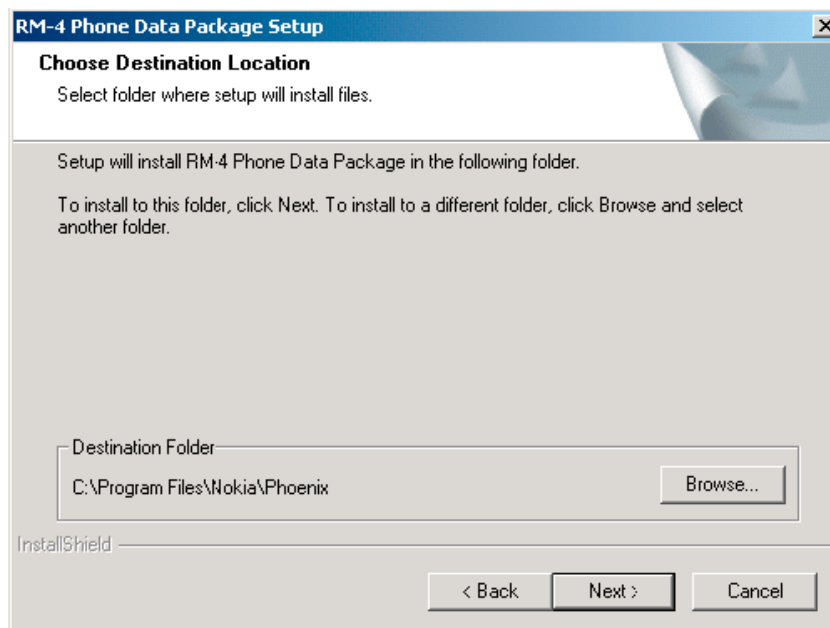 RM-4 Phone Data Package Setup
Choose Destination Location
Select folder where setup will install files.
Setup will install RM-4 Phone Data Package in the following folder.
To install to this folder, click Next. To install to a different folder, click Browse and select
another folder.
Destination Folder
C:\Program Files\Nokia\Phoenix
Browse...
InstallShield
< Back
Next >
Cancel